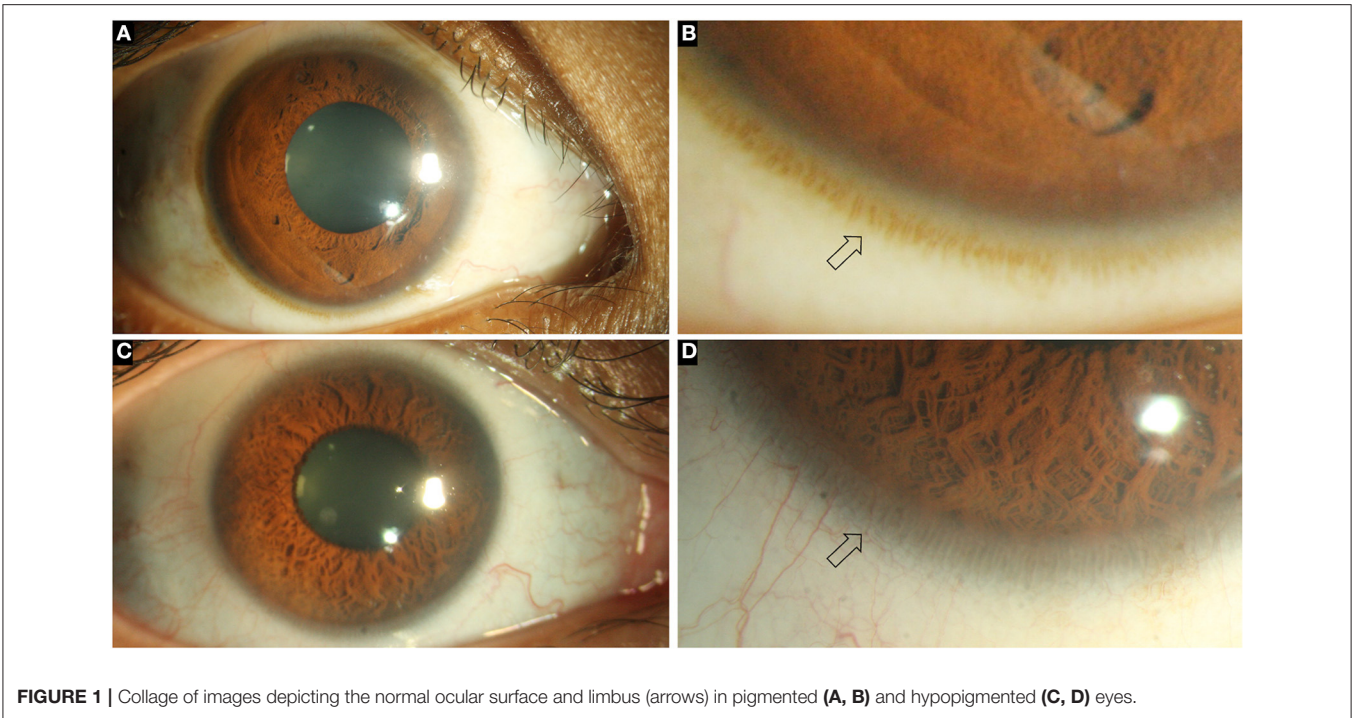 A
B
C
D
FIGURE 1 | Collage of images depicting the normal ocular surface and limbus (arrows) in pigmented (A, B) and hypopigmented (C, D) eyes.